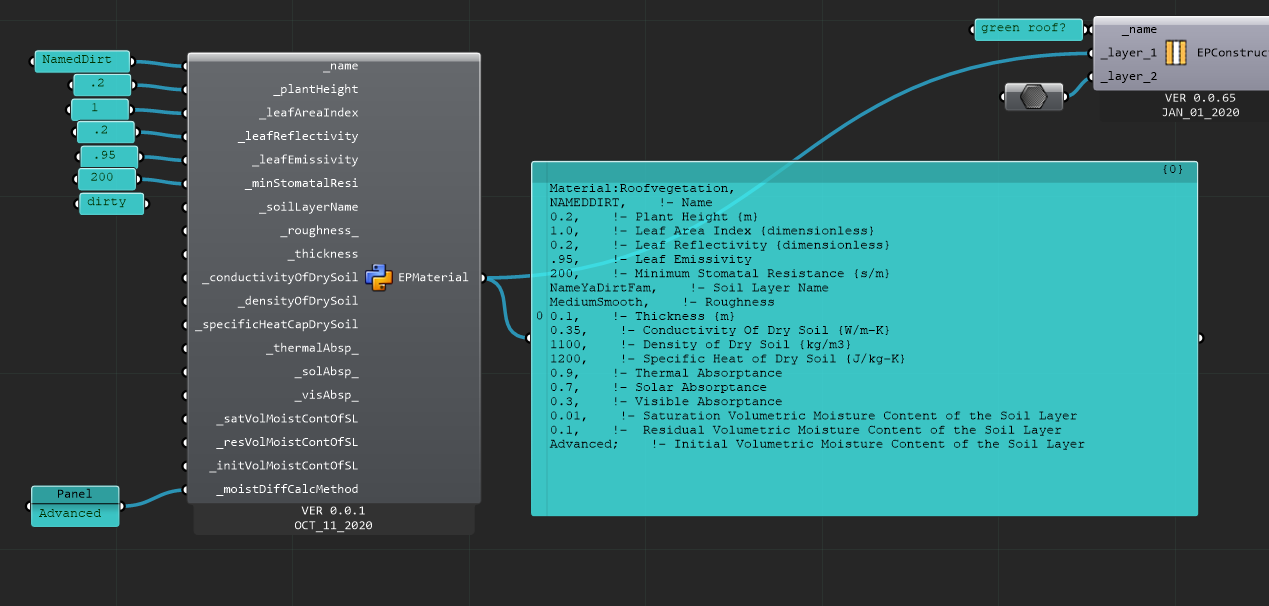 green roof?
_name
_layer_1
EPConstruc
_layer_2
VER 0.0.65
JAN_01_2020
NamedDirt
.2
1
.2
.95
200
dirty
_name
_plantHeight
_leafAreaIndex
_leafReflectivity
_leafEmissivity
_minStomatalResi
_soilLayerName
_roughness_
_thickness
_conductivityOfDrySoil
_densityOfDrySoil
_specificHeatCapDrySoil
_thermalAbsp_
_solAbsp_
_visAbsp_
_satVolMoistContOfSL
_resVolMoistContOfSL
_initVolMoistContOfSL
_moistDiffCalcMethod
EPMaterial
VER 0.0.1
OCT_11_2020
Panel
Advanced
{0}
0
Material:Roofvegetation,
NAMEDDIRT,    !- Name
0.2,    !- Plant Height {m}
1.0,    !- Leaf Area Index {dimensionless}
0.2,    !- Leaf Reflectivity {dimensionless}
.95,    !- Leaf Emissivity
200,    !- Minimum Stomatal Resistance {s/m}
NameYaDirtFam,    !- Soil Layer Name
MediumSmooth,    !- Roughness
0.1,    !- Thickness {m}
0.35,    !- Conductivity Of Dry Soil {W/m-K}
1100,    !- Density of Dry Soil {kg/m3}
1200,    !- Specific Heat of Dry Soil {J/kg-K}
0.9,    !- Thermal Absorptance
0.7,    !- Solar Absorptance
0.3,    !- Visible Absorptance
0.01,    !- Saturation Volumetric Moisture Content of the Soil Layer
0.1,    !-  Residual Volumetric Moisture Content of the Soil Layer
Advanced;    !- Initial Volumetric Moisture Content of the Soil Layer